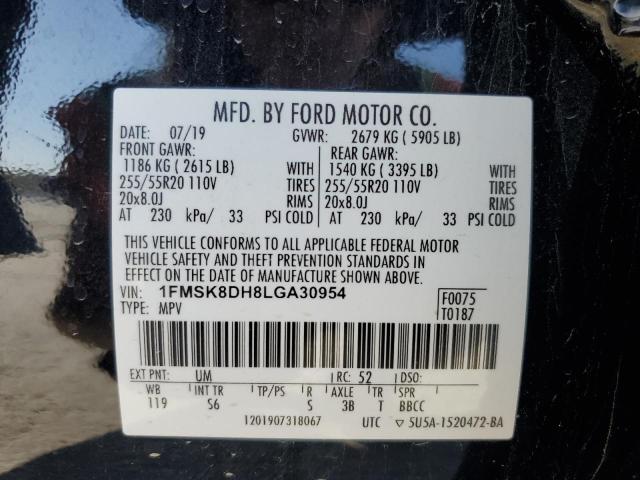 MFD. BY FORD MOTOR CO.
DATE: 07/19 GVWR: 2679 KG (5905 LB)
FRONT GAWR: REAR GAWR:
1186 KG (2615 LB) WITH 1540 KG (3395 LB) WITH
255/55R20 110V TIRES 255/55R20 110V TIRES
20x8.0J RIMS 20x8.0J RIMS
AT 230 kPa/ 33 PSI COLD AT 230 kPa/ 33 PSI COLD
THIS VEHICLE CONFORMS TO ALL APPLICABLE FEDERAL MOTOR
VEHICLE SAFETY AND THEFT PREVENTION STANDARDS IN
EFFECT ON THE DATE OF MANUFACTURE SHOWN ABOVE.
VIN: 1FMSK8DH8LGA30954 F0075
TYPE: MPV T0187
EXT PNT: UM RC: 52 DSO:
WB INT TR TP/PS R AXLE TR SPR
119 S6 S 3B T BBCC
1201907318067 UTC ▽ 5U5A-1520472-BA